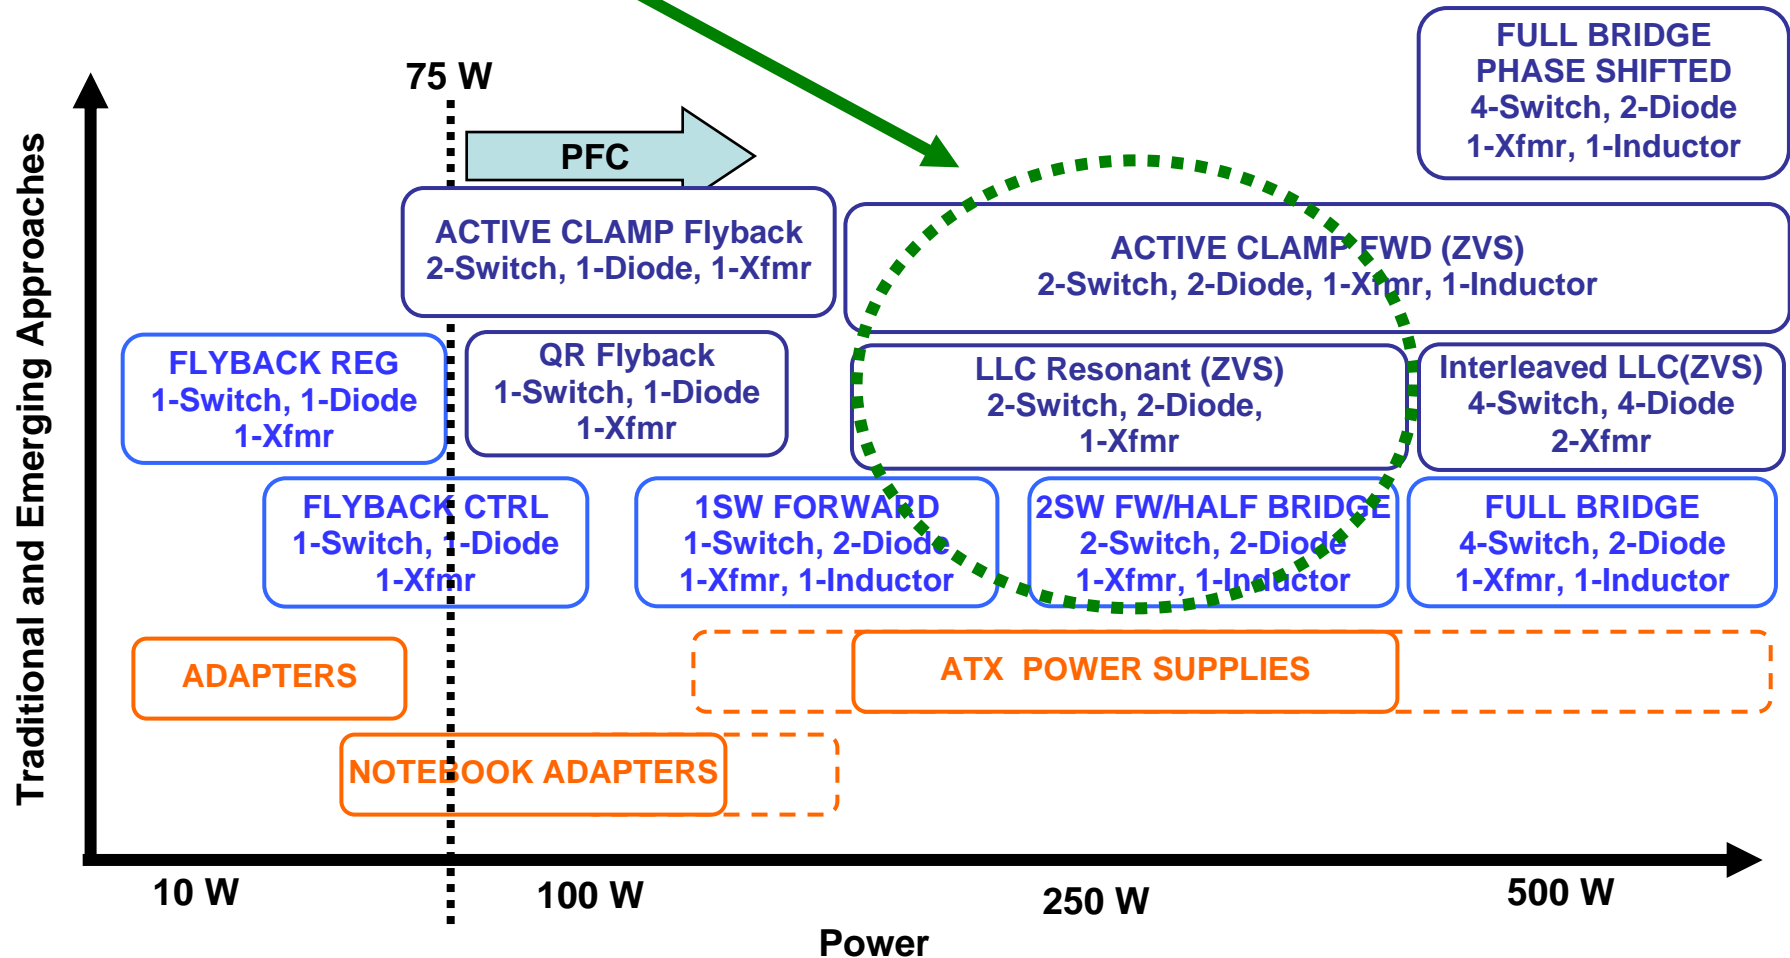 FULL BRIDGE
PHASE SHIFTED
4-Switch, 2-Diode
1-Xfmr, 1-Inductor
75 W
PFC
ACTIVE CLAMP Flyback
2-Switch, 1-Diode, 1-Xfmr
ACTIVE CLAMP FWD (ZVS)
2-Switch, 2-Diode, 1-Xfmr, 1-Inductor
Traditional and Emerging Approaches
FLYBACK REG
1-Switch, 1-Diode
1-Xfmr
QR Flyback
1-Switch, 1-Diode
1-Xfmr
LLC Resonant (ZVS)
2-Switch, 2-Diode,
1-Xfmr
Interleaved LLC(ZVS)
4-Switch, 4-Diode
2-Xfmr
FLYBACK CTRL
1-Switch, 1-Diode
1-Xfmr
1SW FORWARD
1-Switch, 2-Diode
1-Xfmr, 1-Inductor
2SW FW/HALF BRIDGE
2-Switch, 2-Diode
1-Xfmr, 1-Inductor
FULL BRIDGE
4-Switch, 2-Diode
1-Xfmr, 1-Inductor
ADAPTERS
ATX POWER SUPPLIES
NOTEBOOK ADAPTERS
10 W
100 W
250 W
500 W
Power